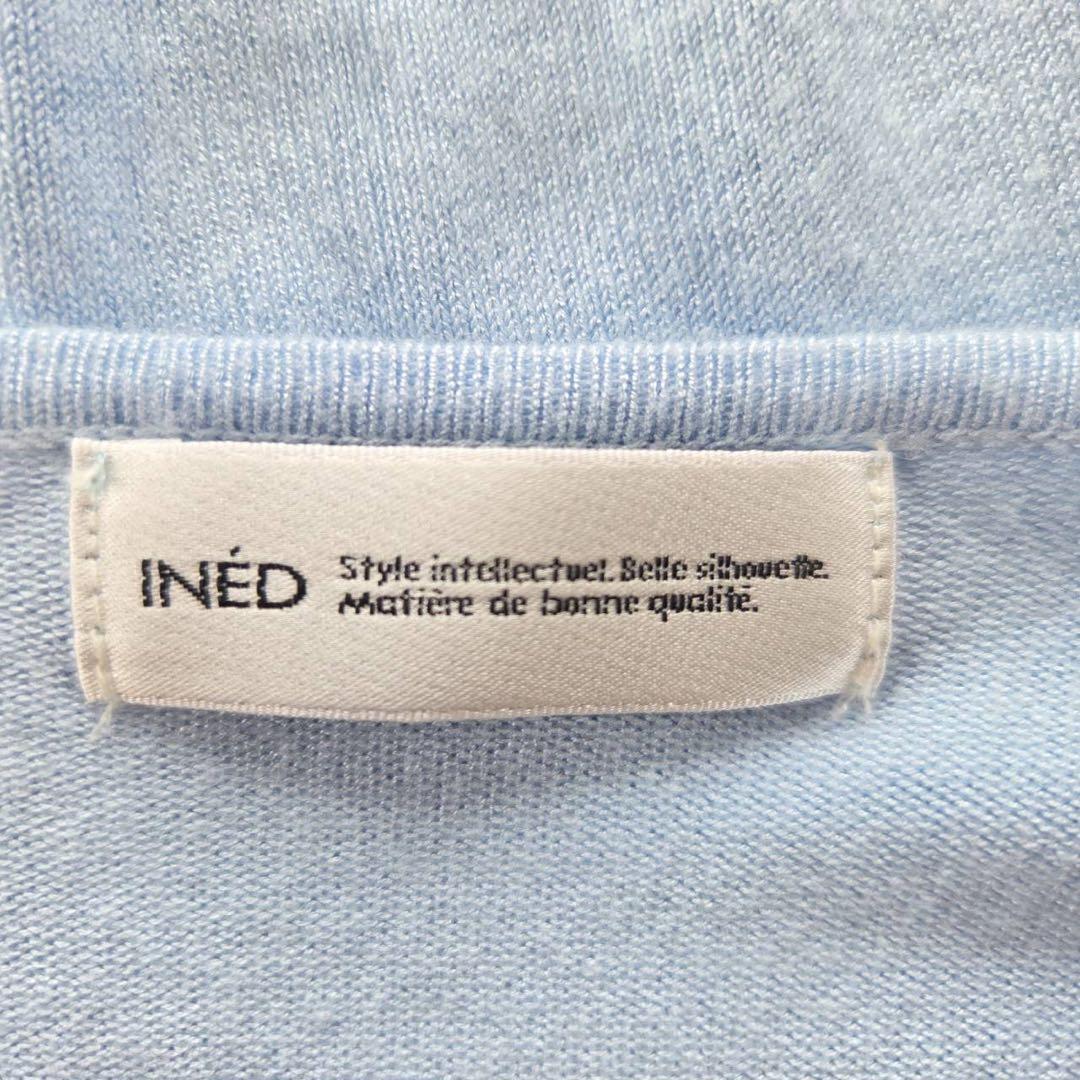 INÉD
Style intellectuel. Belle silhouette.
Matière de bonne qualité.